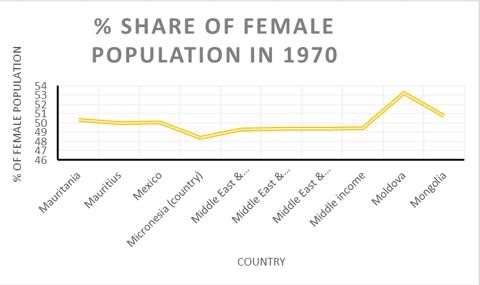 % SHARE OF FEMALE
POPULATION IN 1970
% OF FEMALE POPULATION
54
53
52
51
50
49
48
47
46
Mauritania
Mauritius
Mexico
Micronesia (country)
Middle East &...
Middle East &...
Middle East &...
Middle income
Moldova
Mongolia
COUNTRY